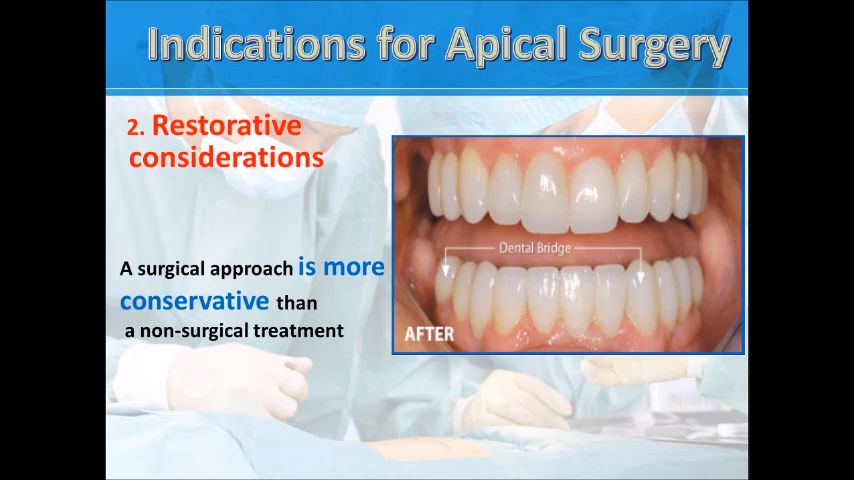 Indications for Apical Surgery
2. Restorative
considerations
A surgical approach is more
conservative than
a non-surgical treatment
Dental Bridge
AFTER